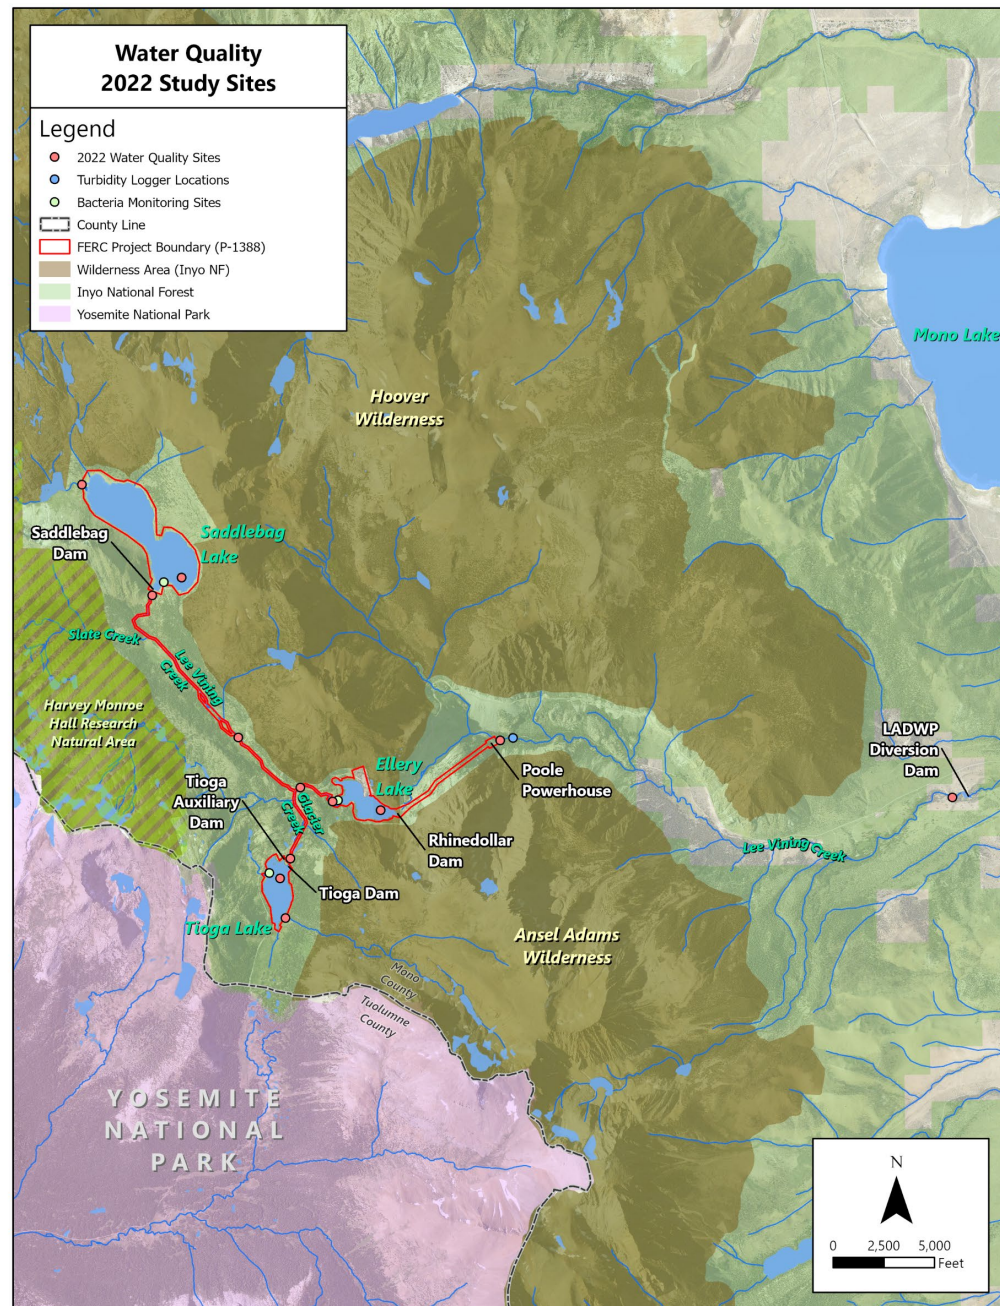 Water Quality
2022 Study Sites
Legend
2022 Water Quality Sites
Turbidity Logger Locations
Bacteria Monitoring Sites
County Line
FERC Project Boundary (P-1388)
Wilderness Area (Inyo NF)
Inyo National Forest
Yosemite National Park
Mono Lake
Hoover
Wilderness
Saddlebag
Dam
Saddlebag
Lake
Slate Creek
Lee Vining
Creek
Harvey Monroe
Hall Research
Natural Area
LADWP
Diversion
Dam
Ellery
Lake
Tioga
Auxiliary
Dam
Poole
Powerhouse
Glacier
Creek
Rhinedollar
Dam
Lee Vining Creek
Tioga Dam
Tioga Lake
Ansel Adams
Wilderness
Mono
County
Tuolumne
County
YOSEMITE
NATIONAL
PARK
N
0 2,500 5,000
Feet